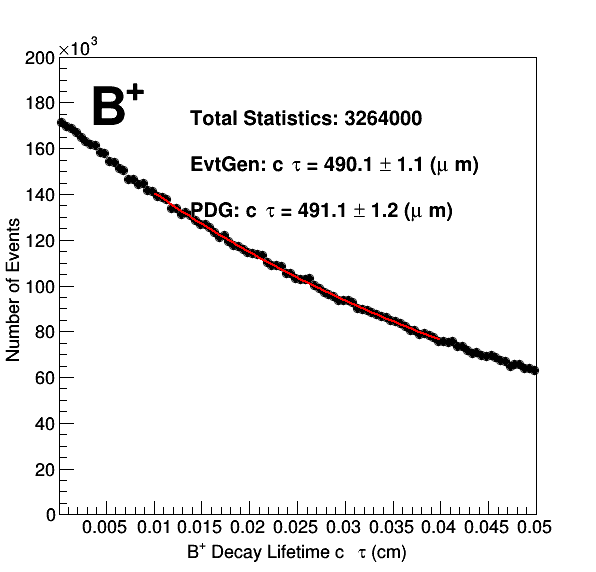 ×10³
200
180
160
140
120
100
80
60
40
20
0
Number of Events
B⁺
Total Statistics: 3264000
EvtGen: c τ = 490.1 ± 1.1 (μ m)
PDG: c τ = 491.1 ± 1.2 (μ m)
0.005 0.01 0.015 0.02 0.025 0.03 0.035 0.04 0.045 0.05
B⁺ Decay Lifetime c τ (cm)